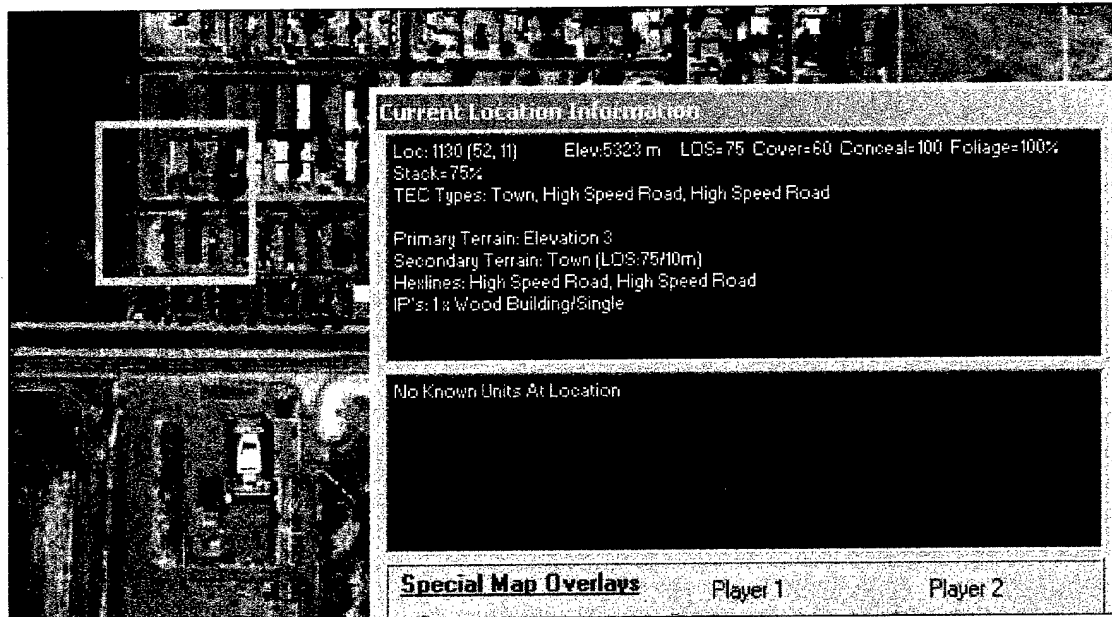 Current Location Information
Loc: 1130 (52, 11) Elev:5323 m LOS=75 Cover=60 Conceal=100 Foliage=100%
Stack=75%
TEC Types: Town, High Speed Road, High Speed Road
Primary Terrain: Elevation 3
Secondary Terrain: Town (LOS:75/10m)
Hexlines: High Speed Road, High Speed Road
IP's: 1x Wood Building/Single
No Known Units At Location
Special Map Overlays Player 1 Player 2